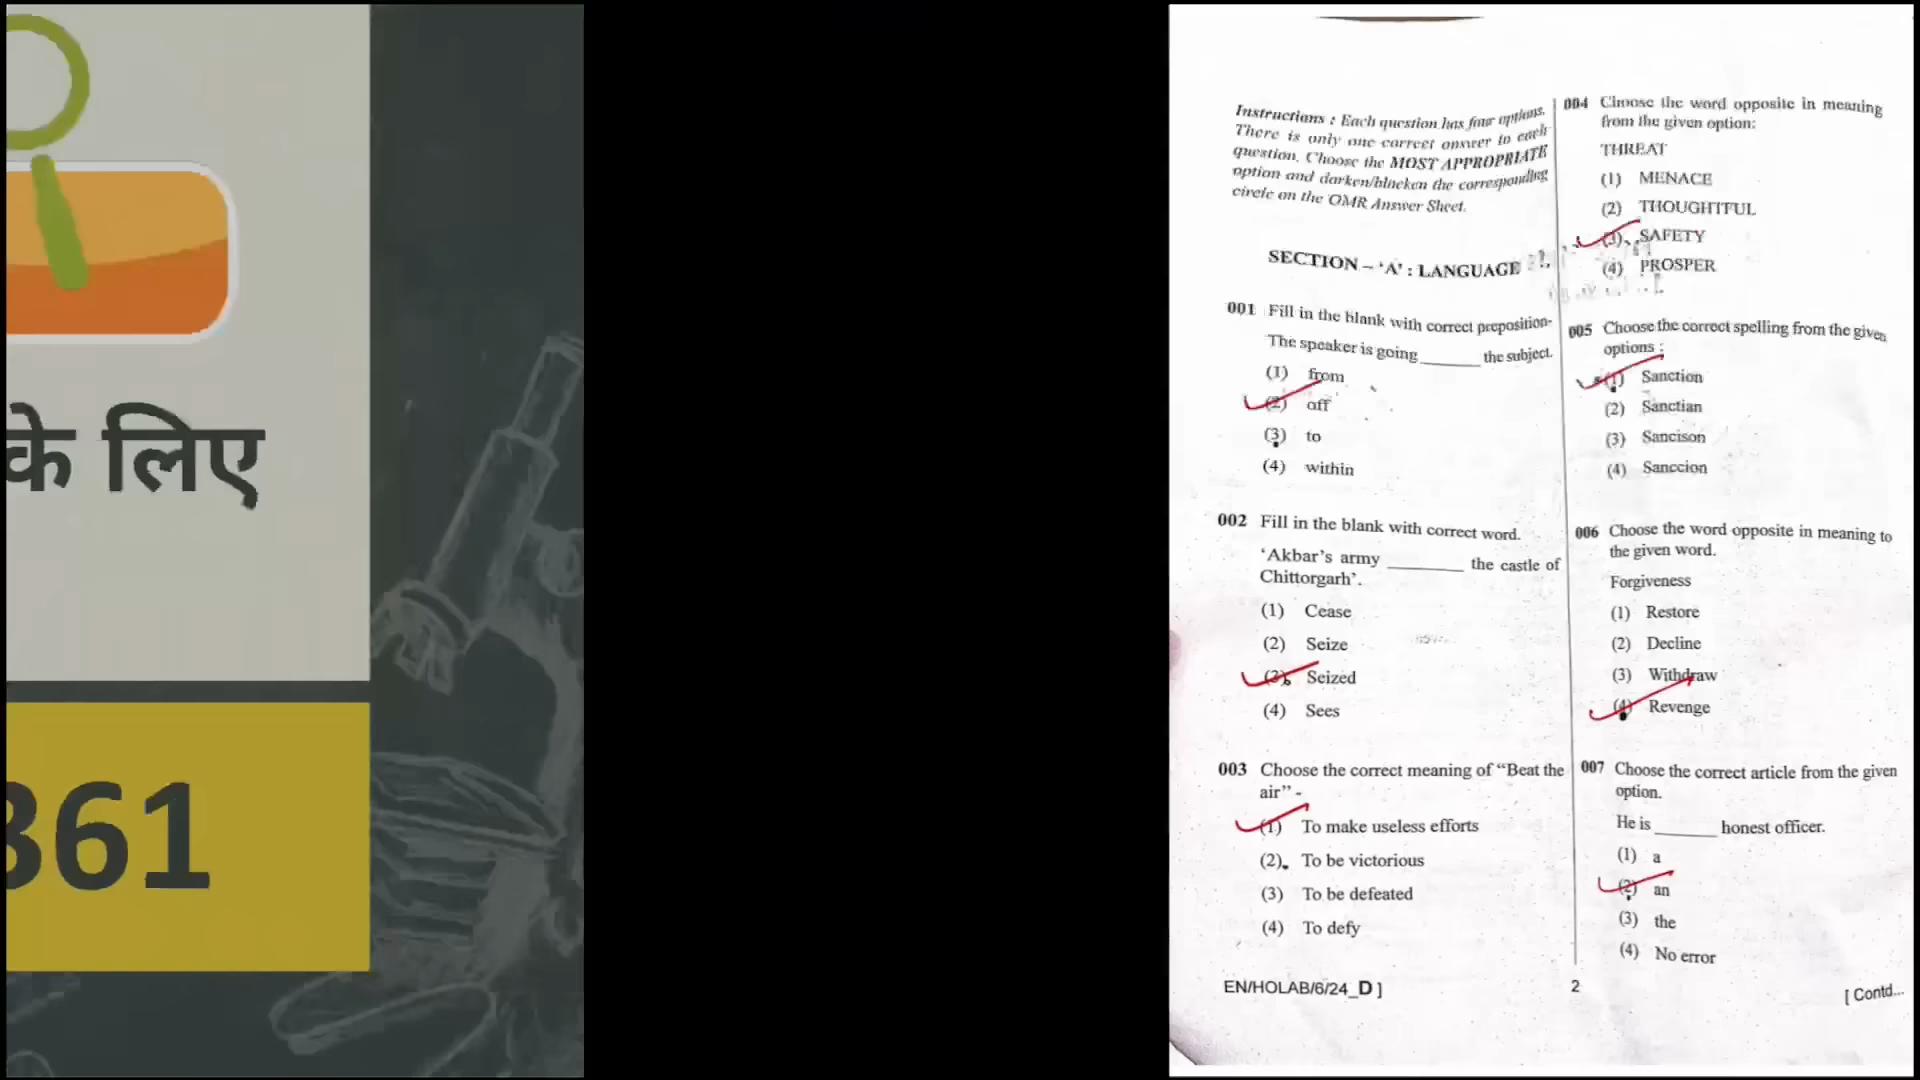 के लिए
361
Instructions : Each question has four options.
There is only one correct answer to each
question. Choose the MOST APPROPRIATE
option and darken/blacken the corresponding
circle on the OMR Answer Sheet.
SECTION – 'A' : LANGUAGE
001 Fill in the blank with correct preposition-
The speaker is going ______ the subject.
(1) from
(2) off
(3) to
(4) within
002 Fill in the blank with correct word.
'Akbar's army ________ the castle of
Chittorgarh'.
(1) Cease
(2) Seize
(3) Seized
(4) Sees
003 Choose the correct meaning of "Beat the
air" -
(1) To make useless efforts
(2) To be victorious
(3) To be defeated
(4) To defy
EN/HOLAB/6/24_D ]
004 Choose the word opposite in meaning
from the given option:
THREAT
(1) MENACE
(2) THOUGHTFUL
(3) SAFETY
(4) PROSPER
005 Choose the correct spelling from the given
options :
(1) Sanction
(2) Sanctian
(3) Sancison
(4) Sanccion
006 Choose the word opposite in meaning to
the given word.
Forgiveness
(1) Restore
(2) Decline
(3) Withdraw
(4) Revenge
007 Choose the correct article from the given
option.
He is ______ honest officer.
(1) a
(2) an
(3) the
(4) No error
2
[ Contd...